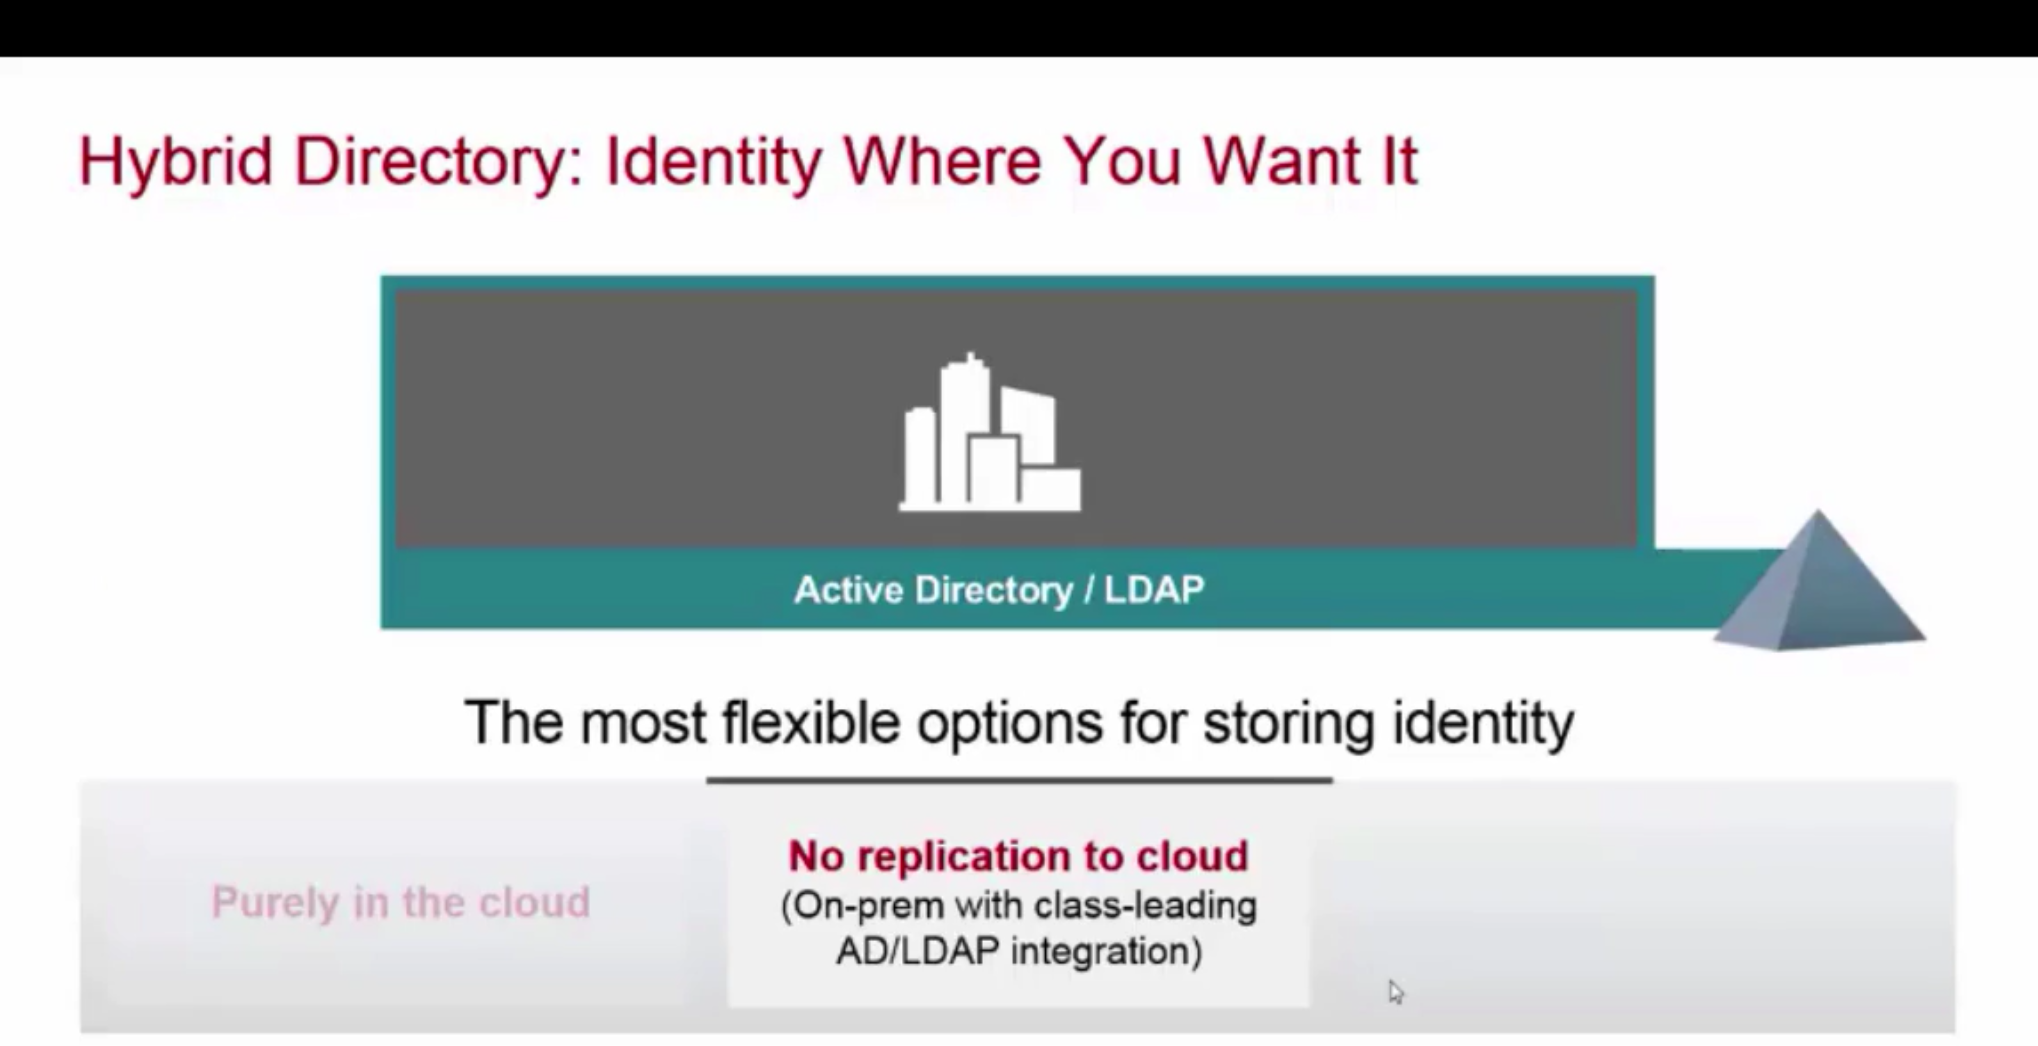 Hybrid Directory: Identity Where You Want It
Active Directory / LDAP
The most flexible options for storing identity
Purely in the cloud
No replication to cloud
(On-prem with class-leading
AD/LDAP integration)